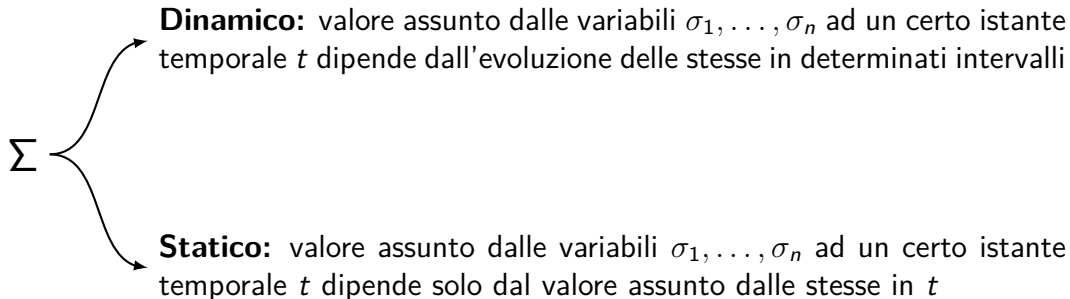 Dinamico: valore assunto dalle variabili σ₁, . . . , σₙ ad un certo istante
temporale t dipende dall'evoluzione delle stesse in determinati intervalli
Σ
Statico: valore assunto dalle variabili σ₁, . . . , σₙ ad un certo istante
temporale t dipende solo dal valore assunto dalle stesse in t